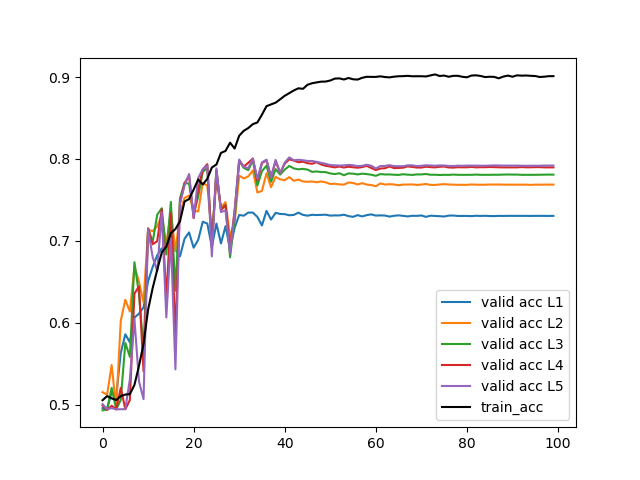 0.9
0.8
0.7
0.6
0.5
0 20 40 60 80 100
valid acc L1
valid acc L2
valid acc L3
valid acc L4
valid acc L5
train_acc